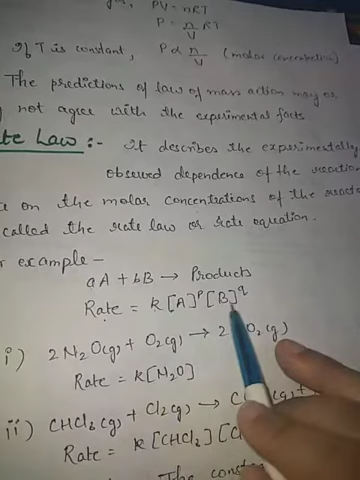 PV = nRT
P = n/V RT
If T is constant, P ∝ n/V (molar concentration)
The predictions of law of mass action may or
not agree with the experimental facts
Law :- It describes the experimentally
observed dependence of the reaction
on the molar concentrations of the
called the rate law or rate equation.
example -
aA + bB → Products
Rate = k[A]^p[B]^q
i) 2N₂O(g) + O₂(g) → 2 O₂(g)
Rate = k[N₂O]
ii) CHCl₃(g) + Cl₂(g) → (g) +
Rate = k[CHCl₃][
The